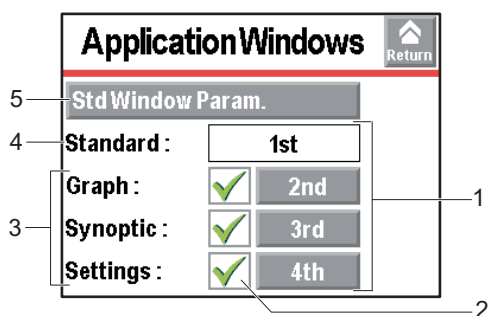 Application Windows
Return
5
Std Window Param.
4
Standard :
1st
3
Graph :
2nd
Synoptic :
3rd
Settings :
4th
1
2